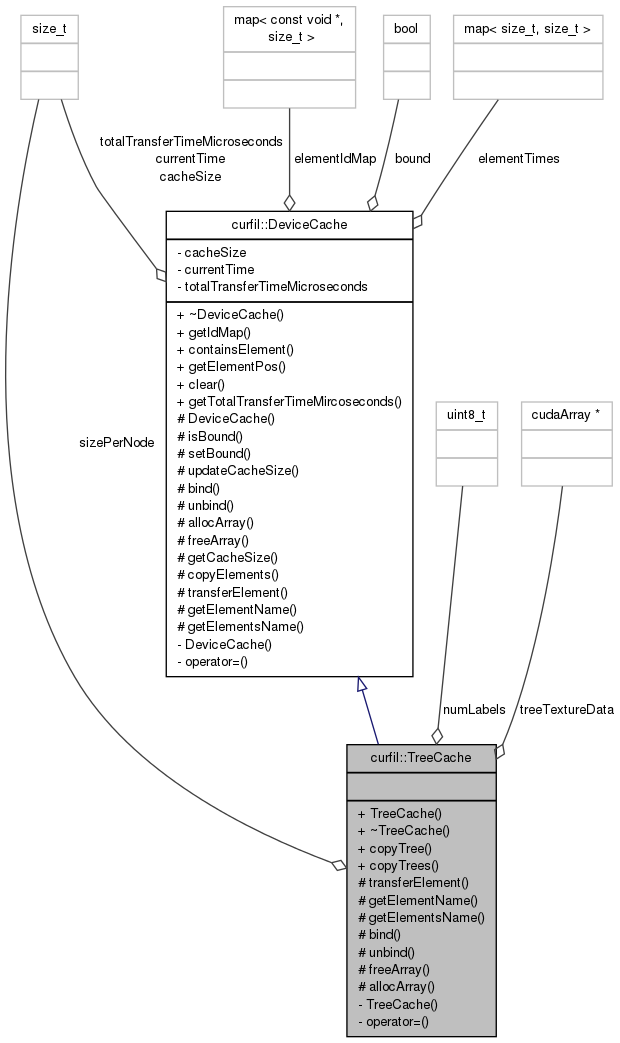 size_t
map< const void *,
size_t >
bool
map< size_t, size_t >
totalTransferTimeMicroseconds
currentTime
cacheSize
elementIdMap
bound
elementTimes
curfil::DeviceCache
- cacheSize
- currentTime
- totalTransferTimeMicroseconds
+ ~DeviceCache()
+ getIdMap()
+ containsElement()
+ getElementPos()
+ clear()
+ getTotalTransferTimeMircoseconds()
# DeviceCache()
# isBound()
# setBound()
# updateCacheSize()
# bind()
# unbind()
# allocArray()
# freeArray()
# getCacheSize()
# copyElements()
# transferElement()
# getElementName()
# getElementsName()
- DeviceCache()
- operator=()
sizePerNode
uint8_t
cudaArray *
numLabels
treeTextureData
curfil::TreeCache
+ TreeCache()
+ ~TreeCache()
+ copyTree()
+ copyTrees()
# transferElement()
# getElementName()
# getElementsName()
# bind()
# unbind()
# freeArray()
# allocArray()
- TreeCache()
- operator=()